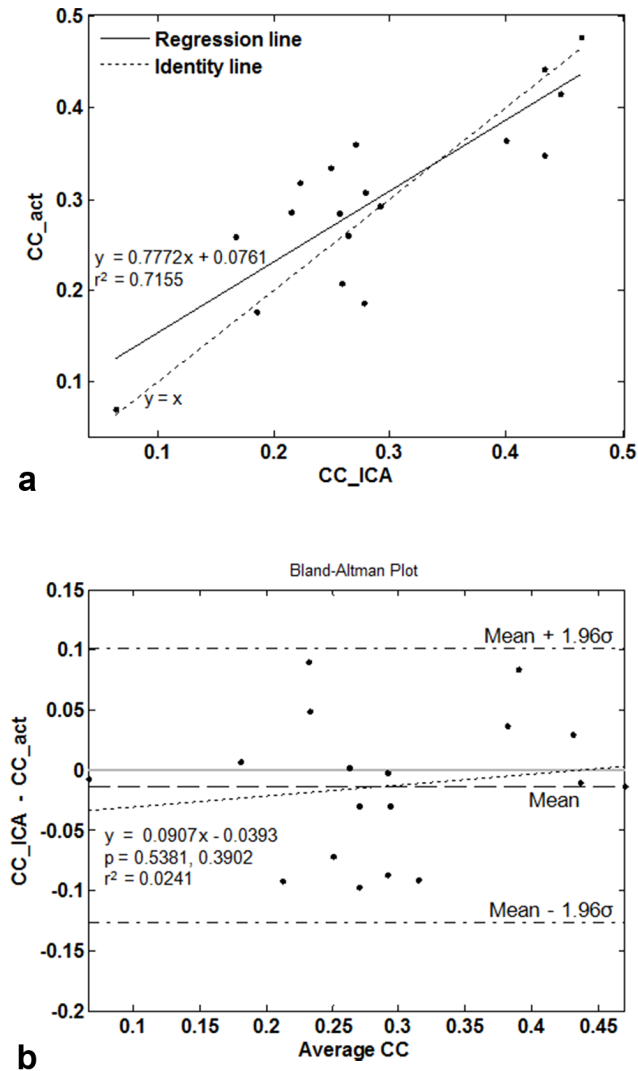 0.5
0.4
0.3
0.2
0.1
CC_act
Regression line
Identity line
y = 0.7772x + 0.0761
r² = 0.7155
y = x
0.1 0.2 0.3 0.4 0.5
CC_ICA
a
Bland-Altman Plot
0.15
0.1
0.05
0
-0.05
-0.1
-0.15
-0.2
CC_ICA - CC_act
Mean + 1.96σ
Mean
y = 0.0907x - 0.0393
p = 0.5381, 0.3902
r² = 0.0241
Mean - 1.96σ
0.1 0.15 0.2 0.25 0.3 0.35 0.4 0.45
Average CC
b